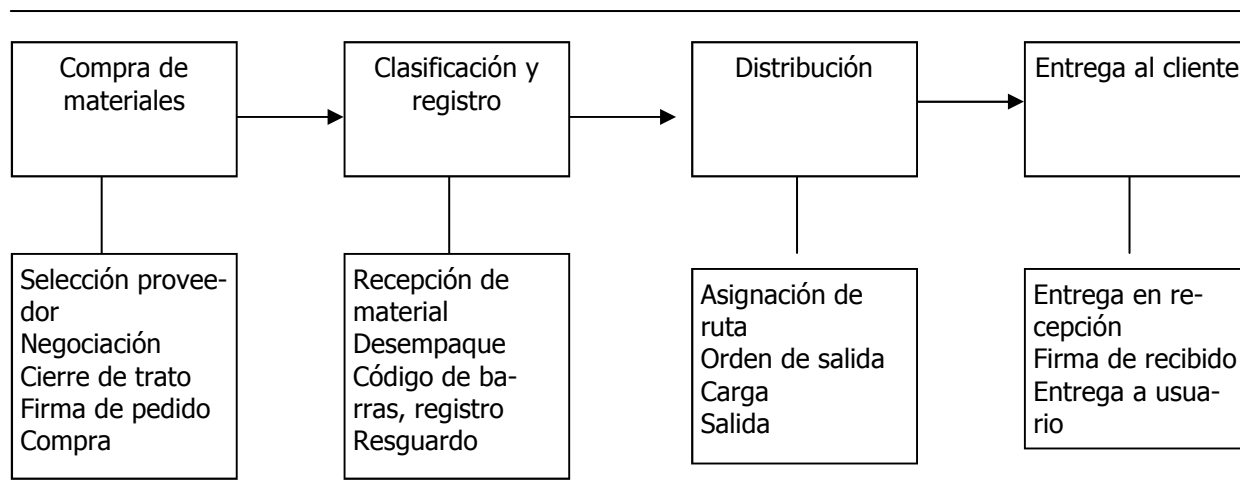 Compra de
materiales
Clasificación y
registro
Distribución
Entrega al cliente
Selección provee-
dor
Negociación
Cierre de trato
Firma de pedido
Compra
Recepción de
material
Desempaque
Código de ba-
rras, registro
Resguardo
Asignación de
ruta
Orden de salida
Carga
Salida
Entrega en re-
cepción
Firma de recibido
Entrega a usua-
rio